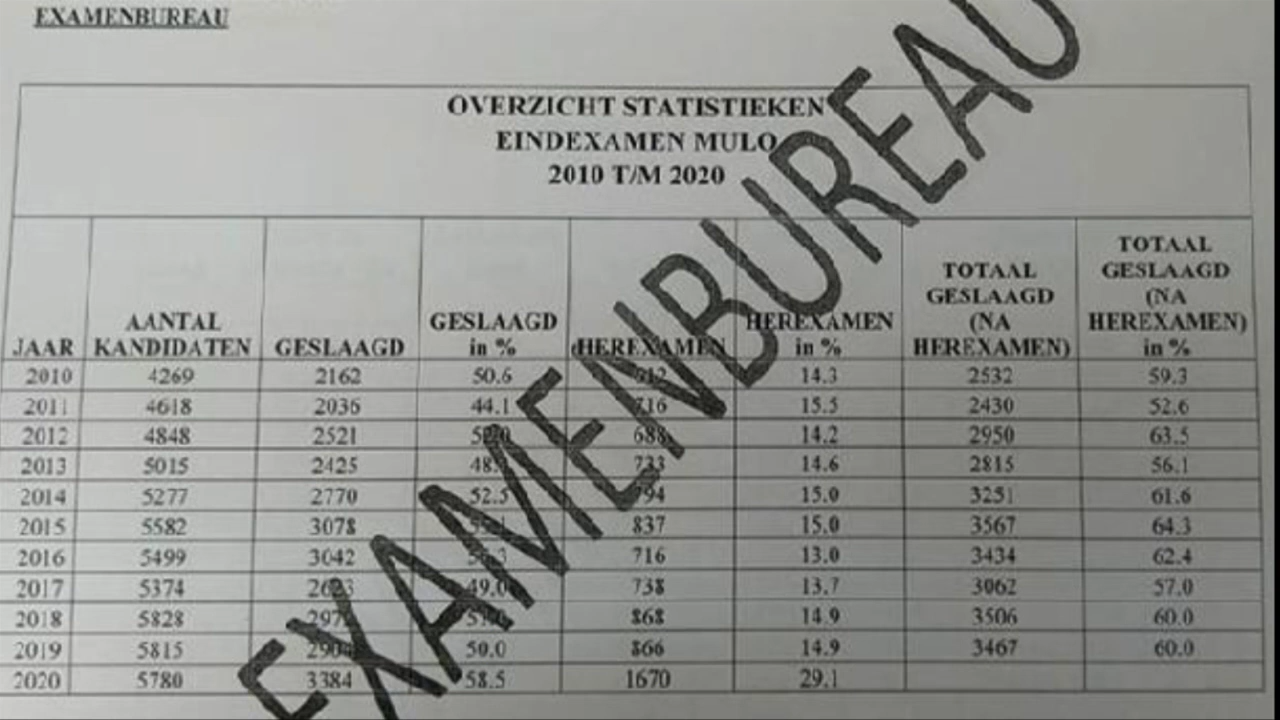 EXAMENBUREAU
OVERZICHT STATISTIEKEN
EINDEXAMEN MULO
2010 T/M 2020
JAAR AANTAL KANDIDATEN GESLAAGD GESLAAGD in % HEREXAMEN HEREXAMEN in % TOTAAL GESLAAGD (NA HEREXAMEN) TOTAAL GESLAAGD (NA HEREXAMEN) in %
2010 4269 2162 50.6 14.3 2532 59.3
2011 4618 2036 44.1 716 15.5 2430 52.6
2012 4848 2521 688 14.2 2950 63.5
2013 5015 2425 733 14.6 2815 56.1
2014 5277 2770 52.5 794 15.0 3251 61.6
2015 5582 3078 837 15.0 3567 64.3
2016 5499 3042 716 13.0 3434 62.4
2017 5374 49.0 738 13.7 3062 57.0
2018 5828 868 14.9 3506 60.0
2019 5815 50.0 866 14.9 3467 60.0
2020 5780 3384 58.5 1670 29.1
EXAMENBUREAU